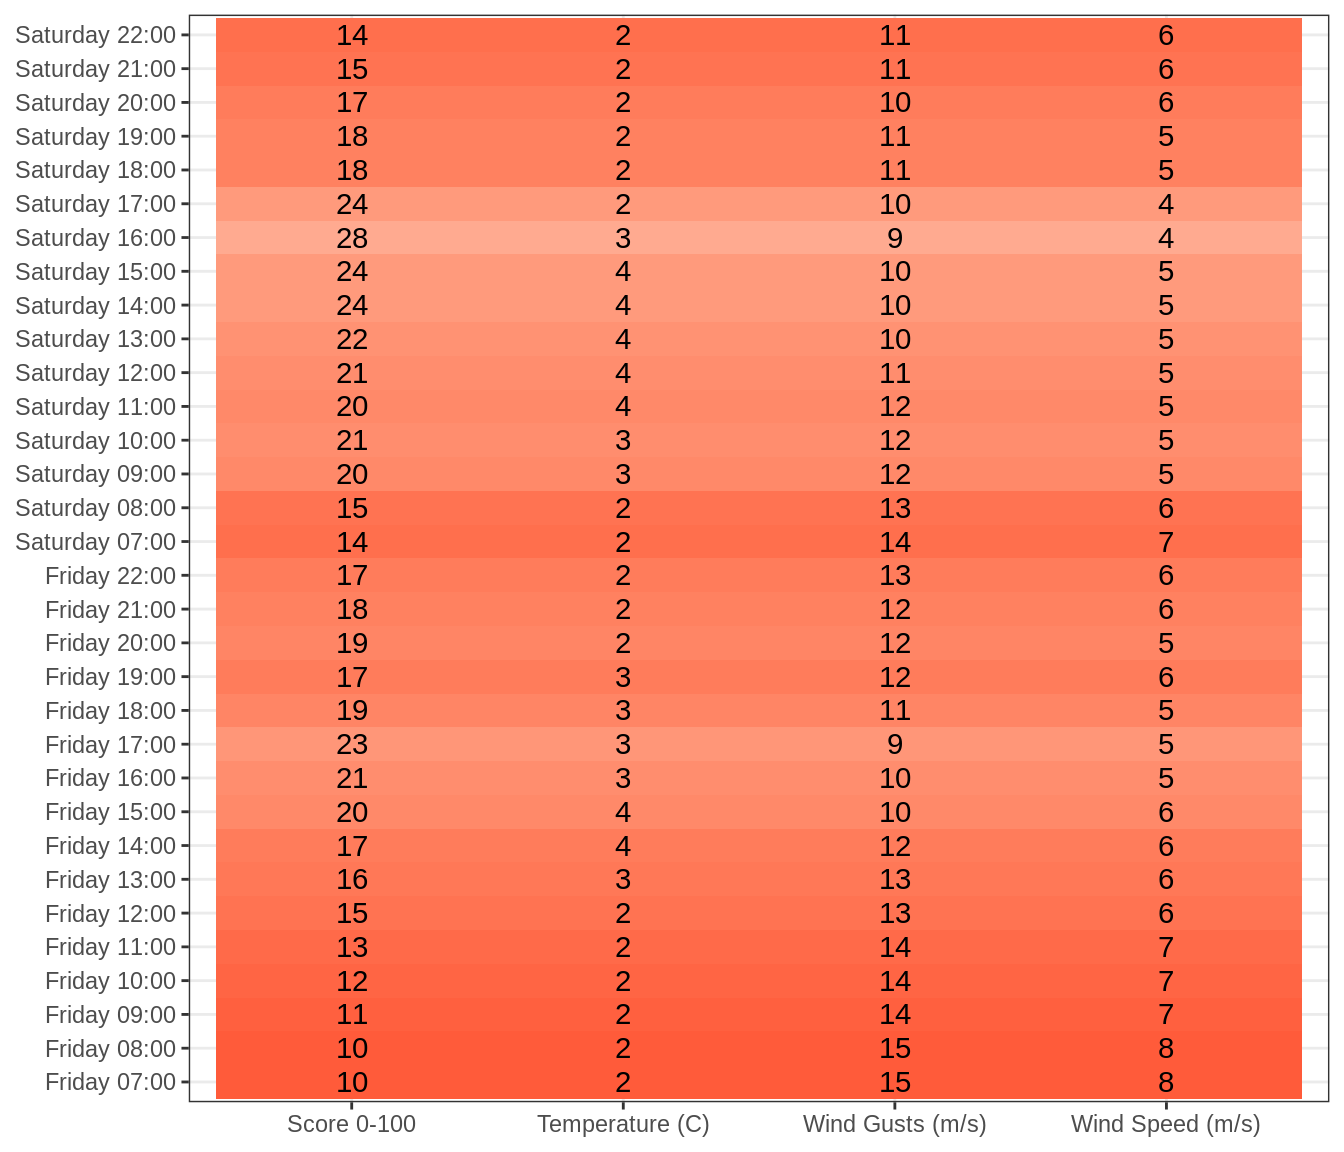 Saturday 22:00 14 2 11 6
Saturday 21:00 15 2 11 6
Saturday 20:00 17 2 10 6
Saturday 19:00 18 2 11 5
Saturday 18:00 18 2 11 5
Saturday 17:00 24 2 10 4
Saturday 16:00 28 3 9 4
Saturday 15:00 24 4 10 5
Saturday 14:00 24 4 10 5
Saturday 13:00 22 4 10 5
Saturday 12:00 21 4 11 5
Saturday 11:00 20 4 12 5
Saturday 10:00 21 3 12 5
Saturday 09:00 20 3 12 5
Saturday 08:00 15 2 13 6
Saturday 07:00 14 2 14 7
Friday 22:00 17 2 13 6
Friday 21:00 18 2 12 6
Friday 20:00 19 2 12 5
Friday 19:00 17 3 12 6
Friday 18:00 19 3 11 5
Friday 17:00 23 3 9 5
Friday 16:00 21 3 10 5
Friday 15:00 20 4 10 6
Friday 14:00 17 4 12 6
Friday 13:00 16 3 13 6
Friday 12:00 15 2 13 6
Friday 11:00 13 2 14 7
Friday 10:00 12 2 14 7
Friday 09:00 11 2 14 7
Friday 08:00 10 2 15 8
Friday 07:00 10 2 15 8
Score 0-100 Temperature (C) Wind Gusts (m/s) Wind Speed (m/s)